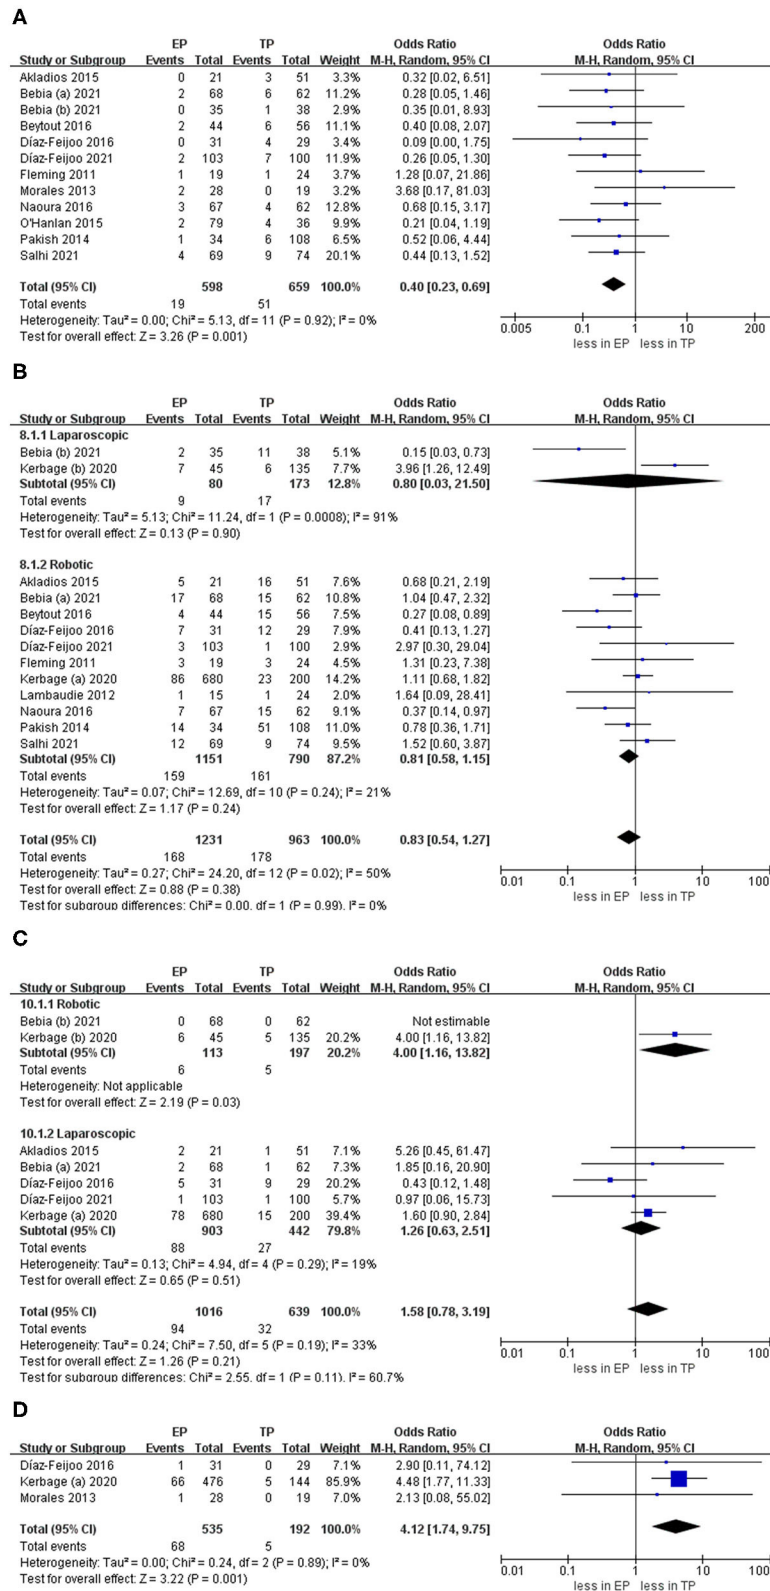 A
EP TP Odds Ratio Odds Ratio
Study or Subgroup Events Total Events Total Weight M-H, Random, 95% CI M-H, Random, 95% CI
Akladios 2015 0 21 3 51 3.3% 0.32 [0.02, 6.51]
Bebia (a) 2021 2 68 6 62 11.2% 0.28 [0.05, 1.46]
Bebia (b) 2021 0 35 1 38 2.9% 0.35 [0.01, 8.93]
Beytout 2016 2 44 6 56 11.1% 0.40 [0.08, 2.07]
Díaz-Feijoo 2016 0 31 4 29 3.4% 0.09 [0.00, 1.75]
Díaz-Feijoo 2021 2 103 7 100 11.9% 0.26 [0.05, 1.30]
Fleming 2011 1 19 1 24 3.7% 1.28 [0.07, 21.86]
Morales 2013 2 28 0 19 3.2% 3.68 [0.17, 81.03]
Naoura 2016 3 67 4 62 12.8% 0.68 [0.15, 3.17]
O'Hanlan 2015 2 79 4 36 9.9% 0.21 [0.04, 1.19]
Pakish 2014 1 34 6 108 6.5% 0.52 [0.06, 4.44]
Salhi 2021 4 69 9 74 20.1% 0.44 [0.13, 1.52]
Total (95% CI) 598 659 100.0% 0.40 [0.23, 0.69]
Total events 19 51
Heterogeneity: Tau² = 0.00; Chi² = 5.13, df = 11 (P = 0.92); I² = 0%
Test for overall effect: Z = 3.26 (P = 0.001)
0.005 0.1 1 10 200
less in EP less in TP
B
EP TP Odds Ratio Odds Ratio
Study or Subgroup Events Total Events Total Weight M-H, Random, 95% CI M-H, Random, 95% CI
8.1.1 Laparoscopic
Bebia (b) 2021 2 35 11 38 5.1% 0.15 [0.03, 0.73]
Kerbage (b) 2020 7 45 6 135 7.7% 3.96 [1.26, 12.49]
Subtotal (95% CI) 80 173 12.8% 0.80 [0.03, 21.50]
Total events 9 17
Heterogeneity: Tau² = 5.13; Chi² = 11.24, df = 1 (P = 0.0008); I² = 91%
Test for overall effect: Z = 0.13 (P = 0.90)
8.1.2 Robotic
Akladios 2015 5 21 16 51 7.6% 0.68 [0.21, 2.19]
Bebia (a) 2021 17 68 15 62 10.8% 1.04 [0.47, 2.32]
Beytout 2016 4 44 15 56 7.5% 0.27 [0.08, 0.89]
Díaz-Feijoo 2016 7 31 12 29 7.9% 0.41 [0.13, 1.27]
Díaz-Feijoo 2021 3 103 1 100 2.9% 2.97 [0.30, 29.04]
Fleming 2011 3 19 3 24 4.5% 1.31 [0.23, 7.38]
Kerbage (a) 2020 86 680 23 200 14.2% 1.11 [0.68, 1.82]
Lambaudie 2012 1 15 1 24 2.0% 1.64 [0.09, 28.41]
Naoura 2016 7 67 15 62 9.1% 0.37 [0.14, 0.97]
Pakish 2014 14 34 51 108 11.0% 0.78 [0.36, 1.71]
Salhi 2021 12 69 9 74 9.5% 1.52 [0.60, 3.87]
Subtotal (95% CI) 1151 790 87.2% 0.81 [0.58, 1.15]
Total events 159 161
Heterogeneity: Tau² = 0.07; Chi² = 12.69, df = 10 (P = 0.24); I² = 21%
Test for overall effect: Z = 1.17 (P = 0.24)
Total (95% CI) 1231 963 100.0% 0.83 [0.54, 1.27]
Total events 168 178
Heterogeneity: Tau² = 0.27; Chi² = 24.20, df = 12 (P = 0.02); I² = 50%
Test for overall effect: Z = 0.88 (P = 0.38)
Test for subgroup differences: Chi² = 0.00, df = 1 (P = 0.99), I² = 0%
0.01 0.1 1 10 100
less in EP less in TP
C
EP TP Odds Ratio Odds Ratio
Study or Subgroup Events Total Events Total Weight M-H, Random, 95% CI M-H, Random, 95% CI
10.1.1 Robotic
Bebia (b) 2021 0 68 0 62 Not estimable
Kerbage (b) 2020 6 45 5 135 20.2% 4.00 [1.16, 13.82]
Subtotal (95% CI) 113 197 20.2% 4.00 [1.16, 13.82]
Total events 6 5
Heterogeneity: Not applicable
Test for overall effect: Z = 2.19 (P = 0.03)
10.1.2 Laparoscopic
Akladios 2015 2 21 1 51 7.1% 5.26 [0.45, 61.47]
Bebia (a) 2021 2 68 1 62 7.3% 1.85 [0.16, 20.90]
Díaz-Feijoo 2016 5 31 9 29 20.2% 0.43 [0.12, 1.48]
Díaz-Feijoo 2021 1 103 1 100 5.7% 0.97 [0.06, 15.73]
Kerbage (a) 2020 78 680 15 200 39.4% 1.60 [0.90, 2.84]
Subtotal (95% CI) 903 442 79.8% 1.26 [0.63, 2.51]
Total events 88 27
Heterogeneity: Tau² = 0.13; Chi² = 4.94, df = 4 (P = 0.29); I² = 19%
Test for overall effect: Z = 0.65 (P = 0.51)
Total (95% CI) 1016 639 100.0% 1.58 [0.78, 3.19]
Total events 94 32
Heterogeneity: Tau² = 0.24; Chi² = 7.50, df = 5 (P = 0.19); I² = 33%
Test for overall effect: Z = 1.26 (P = 0.21)
Test for subgroup differences: Chi² = 2.55, df = 1 (P = 0.11), I² = 60.7%
0.01 0.1 1 10 100
less in EP less in TP
D
EP TP Odds Ratio Odds Ratio
Study or Subgroup Events Total Events Total Weight M-H, Random, 95% CI M-H, Random, 95% CI
Díaz-Feijoo 2016 1 31 0 29 7.1% 2.90 [0.11, 74.12]
Kerbage (a) 2020 66 476 5 144 85.9% 4.48 [1.77, 11.33]
Morales 2013 1 28 0 19 7.0% 2.13 [0.08, 55.02]
Total (95% CI) 535 192 100.0% 4.12 [1.74, 9.75]
Total events 68 5
Heterogeneity: Tau² = 0.00; Chi² = 0.24, df = 2 (P = 0.89); I² = 0%
Test for overall effect: Z = 3.22 (P = 0.001)
0.01 0.1 1 10 100
less in EP less in TP